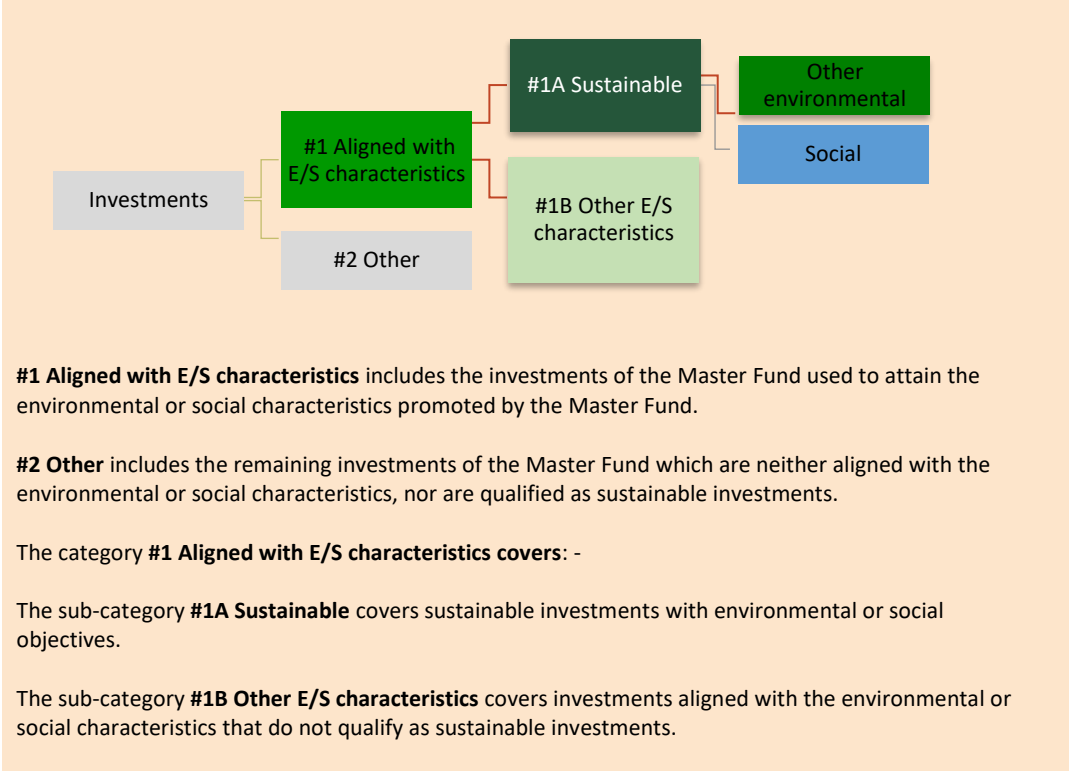 #1A Sustainable
Other
environmental
#1 Aligned with
E/S characteristics
Social
Investments
#1B Other E/S
characteristics
#2 Other
#1 Aligned with E/S characteristics includes the investments of the Master Fund used to attain the
environmental or social characteristics promoted by the Master Fund.
#2 Other includes the remaining investments of the Master Fund which are neither aligned with the
environmental or social characteristics, nor are qualified as sustainable investments.
The category #1 Aligned with E/S characteristics covers: -
The sub-category #1A Sustainable covers sustainable investments with environmental or social
objectives.
The sub-category #1B Other E/S characteristics covers investments aligned with the environmental or
social characteristics that do not qualify as sustainable investments.